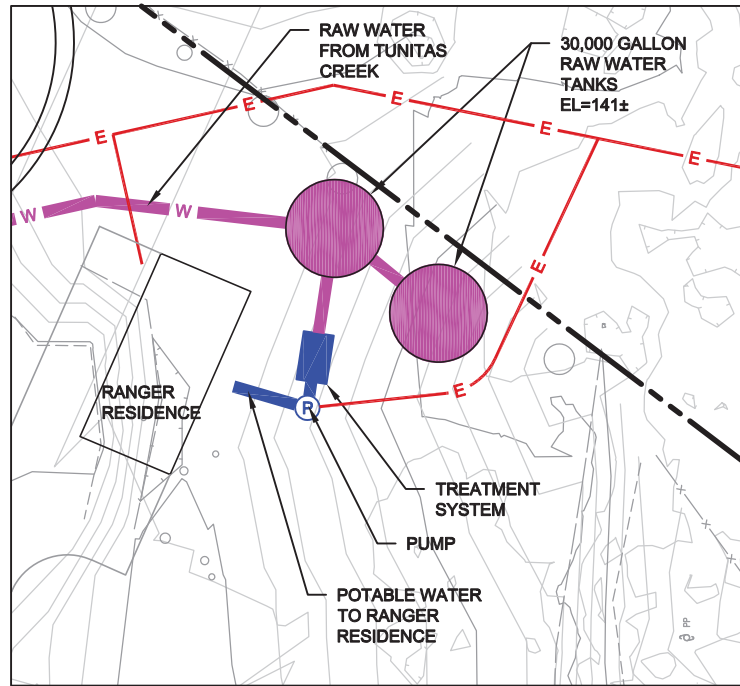 RAW WATER
FROM TUNITAS
CREEK
30,000 GALLON
RAW WATER
TANKS
EL=141±
E
E
E
E
E
W
W
RANGER
RESIDENCE
P
E
TREATMENT
SYSTEM
PUMP
POTABLE WATER
TO RANGER
RESIDENCE
PP